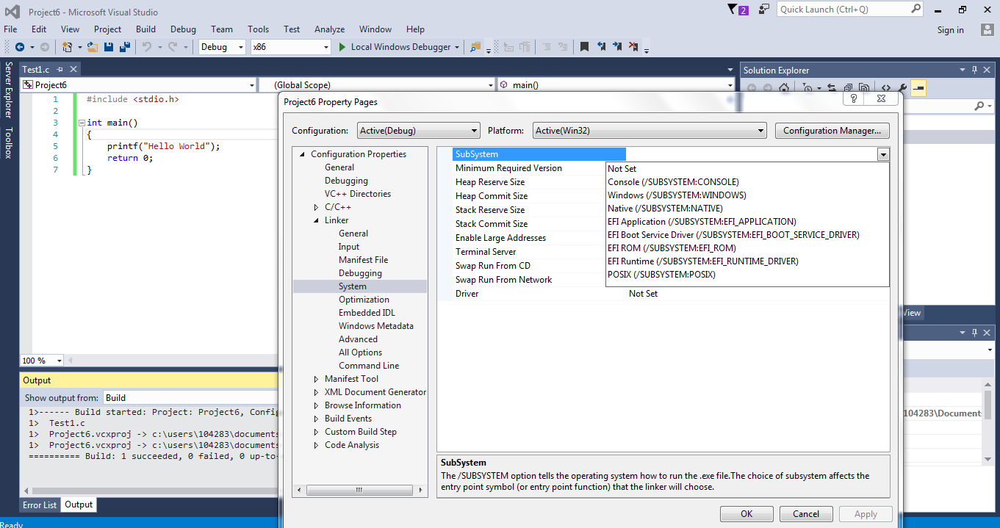 Project6 - Microsoft Visual Studio
2
Quick Launch (Ctrl+Q)
File Edit View Project Build Debug Team Tools Test Analyze Window Help
Sign in
Debug x86 Local Windows Debugger
Server Explorer
Toolbox
Test1.c
Project6 (Global Scope) main()
1 #include <stdio.h>
2
3 int main()
4 {
5 printf("Hello World");
6 return 0;
7 }
100 %
Solution Explorer
View
104283\Document
Project6 Property Pages
Configuration: Active(Debug) Platform: Active(Win32) Configuration Manager...
Configuration Properties
General
Debugging
VC++ Directories
C/C++
Linker
General
Input
Manifest File
Debugging
System
Optimization
Embedded IDL
Windows Metadata
Advanced
All Options
Command Line
Manifest Tool
XML Document Generator
Browse Information
Build Events
Custom Build Step
Code Analysis
SubSystem
Minimum Required Version
Heap Reserve Size
Heap Commit Size
Stack Reserve Size
Stack Commit Size
Enable Large Addresses
Terminal Server
Swap Run From CD
Swap Run From Network
Driver Not Set
Not Set
Console (/SUBSYSTEM:CONSOLE)
Windows (/SUBSYSTEM:WINDOWS)
Native (/SUBSYSTEM:NATIVE)
EFI Application (/SUBSYSTEM:EFI_APPLICATION)
EFI Boot Service Driver (/SUBSYSTEM:EFI_BOOT_SERVICE_DRIVER)
EFI ROM (/SUBSYSTEM:EFI_ROM)
EFI Runtime (/SUBSYSTEM:EFI_RUNTIME_DRIVER)
POSIX (/SUBSYSTEM:POSIX)
SubSystem
The /SUBSYSTEM option tells the operating system how to run the .exe file.The choice of subsystem affects the
entry point symbol (or entry point function) that the linker will choose.
OK Cancel Apply
Output
Show output from: Build
1>------ Build started: Project: Project6, Config
1> Test1.c
1> Project6.vcxproj -> c:\users\104283\documents
1> Project6.vcxproj -> c:\users\104283\documents
========== Build: 1 succeeded, 0 failed, 0 up-to-
Error List Output
Ready